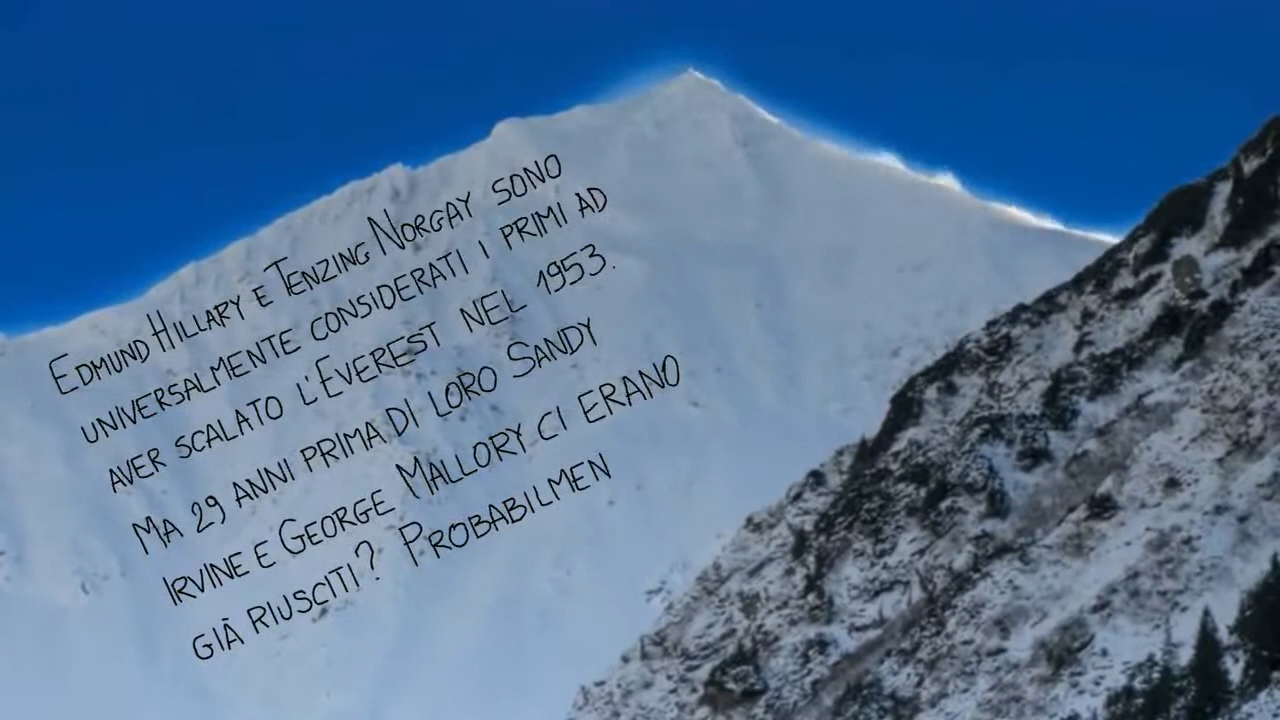 Edmund Hillary e Tenzing Norgay sono
universalmente considerati i primi ad
aver scalato l'Everest nel 1953.
Ma 29 anni prima di loro Sandy
Irvine e George Mallory ci erano
già riusciti? Probabilmen